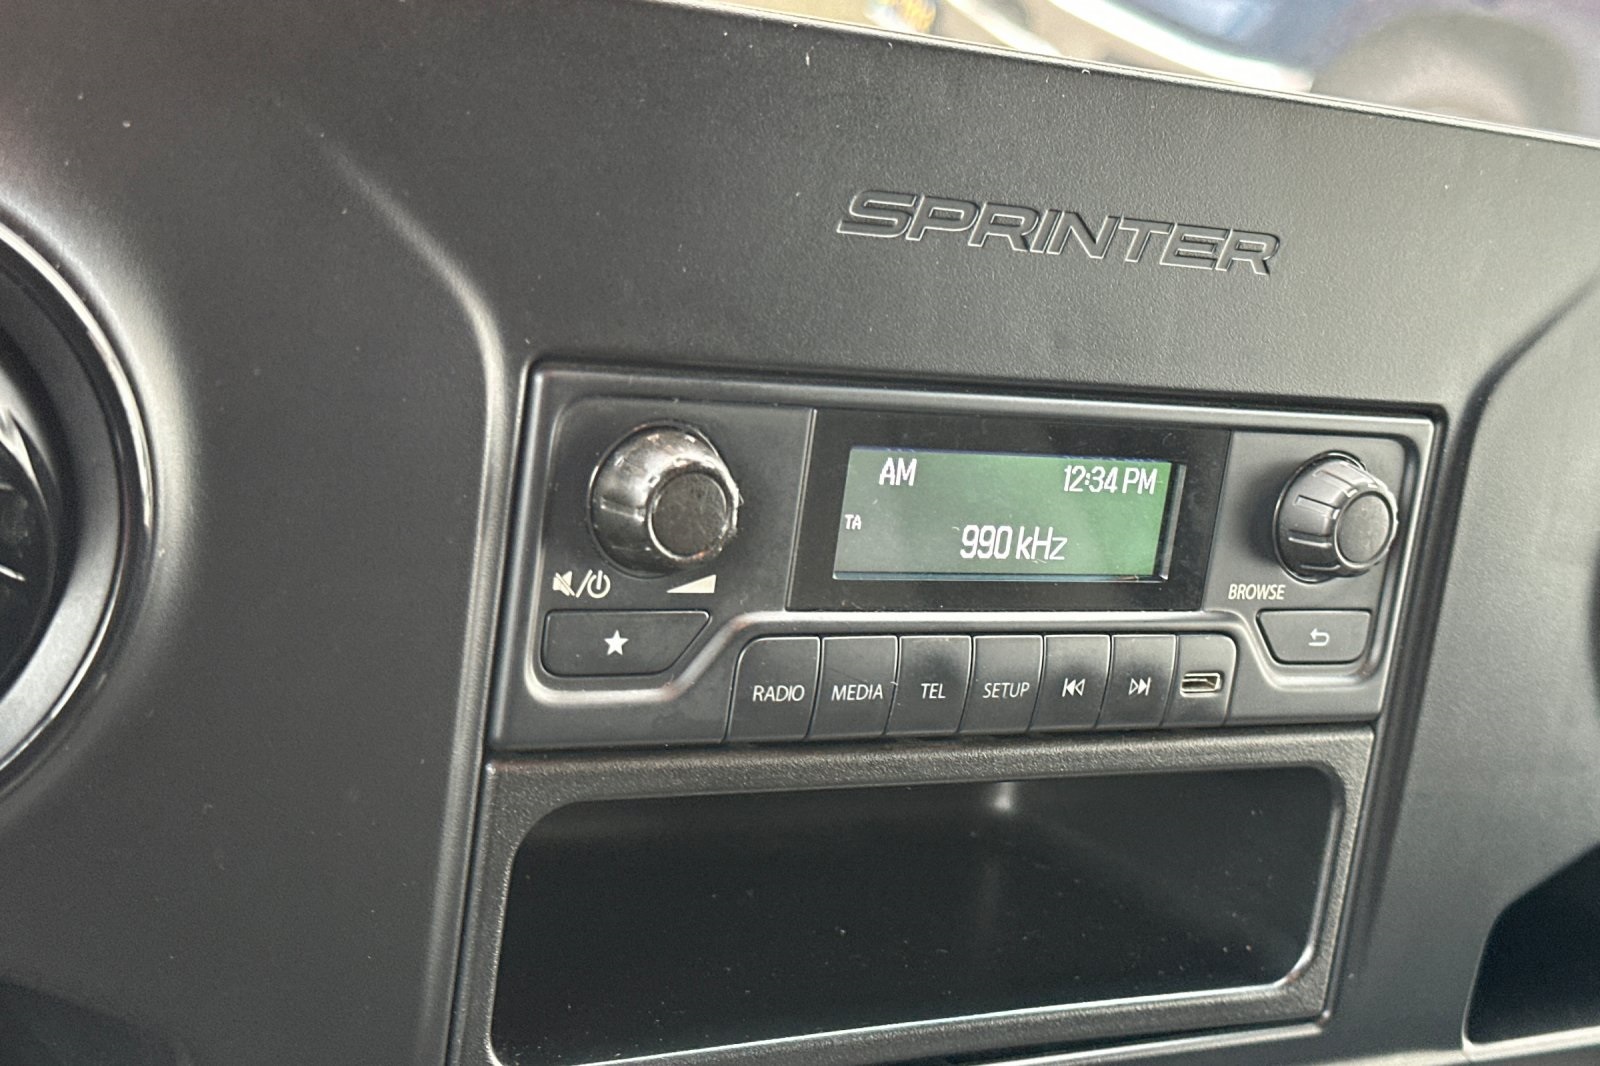 SPRINTER
AM 12:34 PM
TA
990 kHz
BROWSE
RADIO MEDIA TEL SETUP